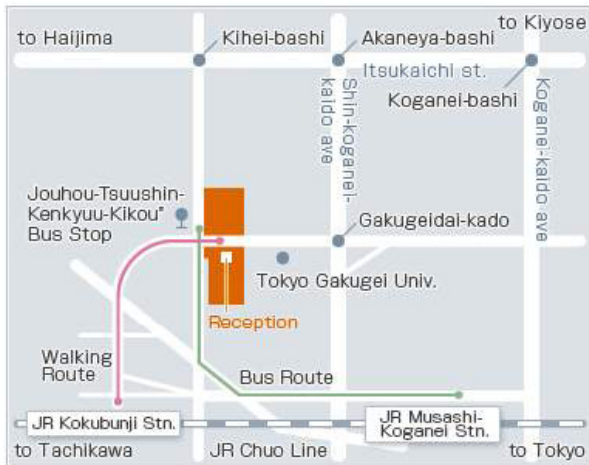 to Kiyose
to Haijima
Kihei-bashi
Akaneya-bashi
Itsukaichi st.
Koganei-bashi
Shin-koganei-
kaido ave
Koganei-kaido ave
Jouhou-Tsuushin-
Kenkyuu-Kikou"
Bus Stop
Gakugeidai-kado
Tokyo Gakugei Univ.
Reception
Walking
Route
Bus Route
JR Kokubunji Stn.
JR Musashi-
Koganei Stn.
to Tachikawa
JR Chuo Line
to Tokyo